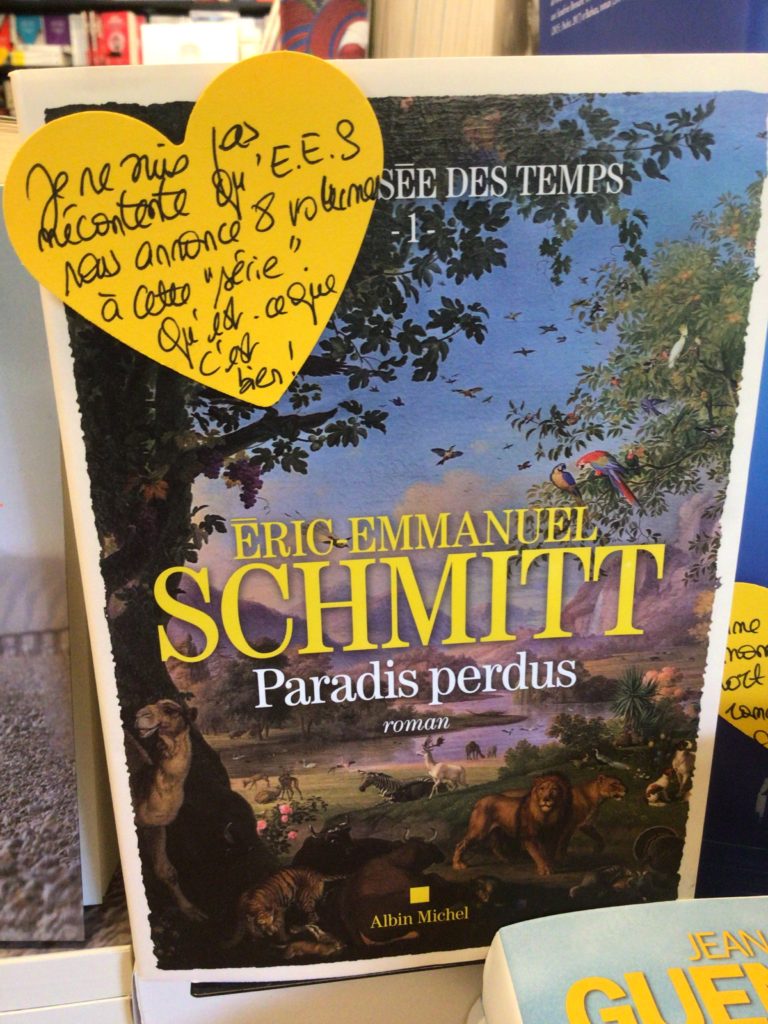 Je ne suis pas
mécontente qu'E.E.S
nous annonce 8 volumes
à cette "série"
Qu'est-ce que
c'est
bien!
SÉE DES TEMPS
-1-
ÉRIC-EMMANUEL
SCHMITT
Paradis perdus
roman
Albin Michel
JEAN
GUEN